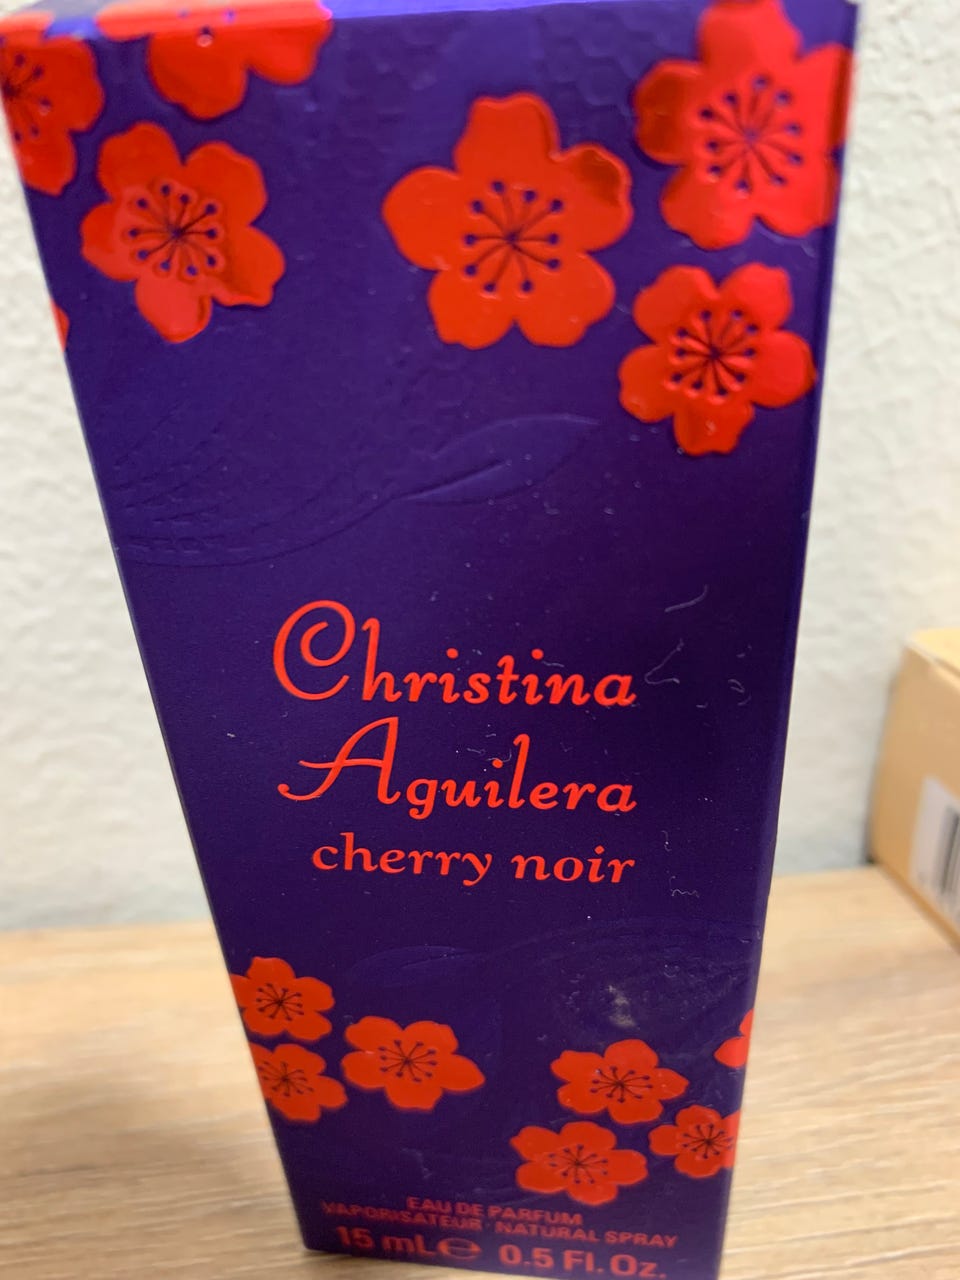 Christina
Aguilera
cherry noir
EAU DE PARFUM
VAPORISATEUR NATURAL SPRAY
15 mL ℮ 0.5 Fl. Oz.